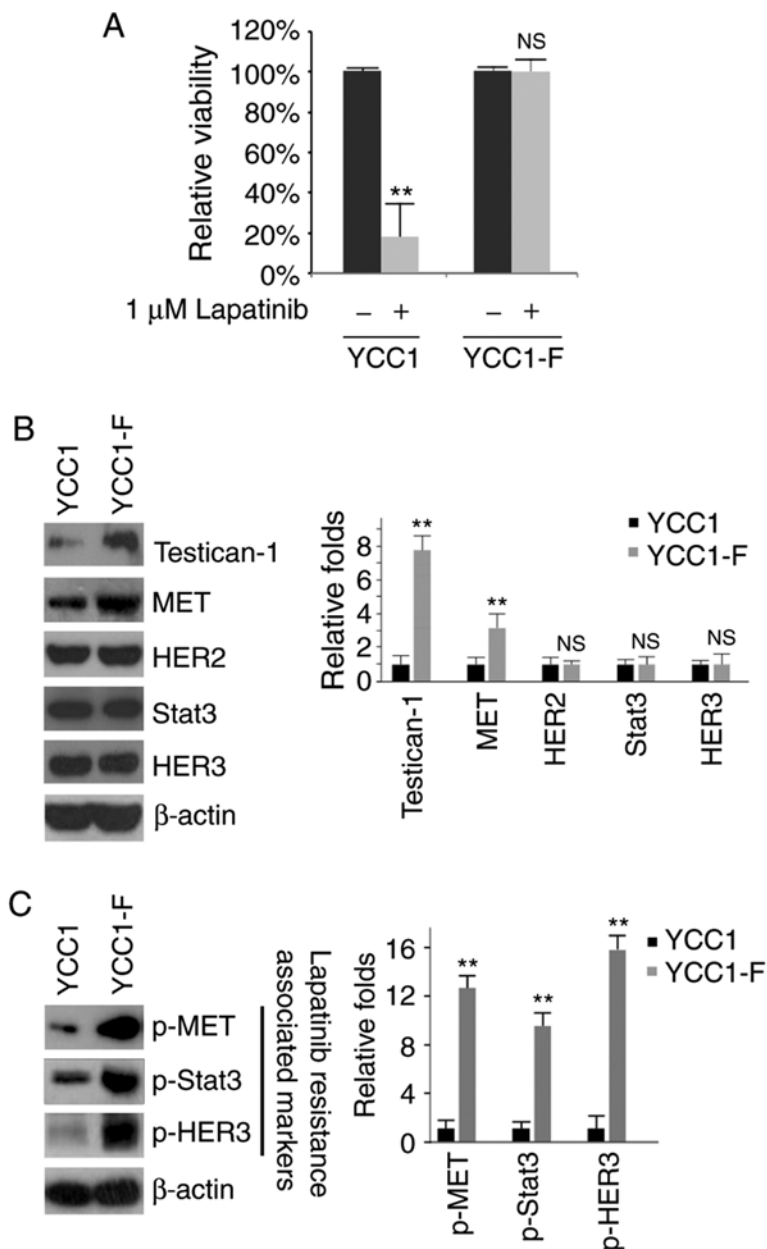 A
Relative viability
120%
100%
80%
60%
40%
20%
0%
**
NS
1 μM Lapatinib
– + – +
YCC1 YCC1-F
B
YCC1 YCC1-F
Testican-1
MET
HER2
Stat3
HER3
β-actin
Relative folds
8
6
4
2
0
** ** NS NS NS
YCC1
YCC1-F
Testican-1 MET HER2 Stat3 HER3
C
YCC1 YCC1-F
p-MET
p-Stat3
p-HER3
β-actin
Lapatinib resistance
associated markers
Relative folds
16
12
8
4
0
** ** **
YCC1
YCC1-F
p-MET p-Stat3 p-HER3